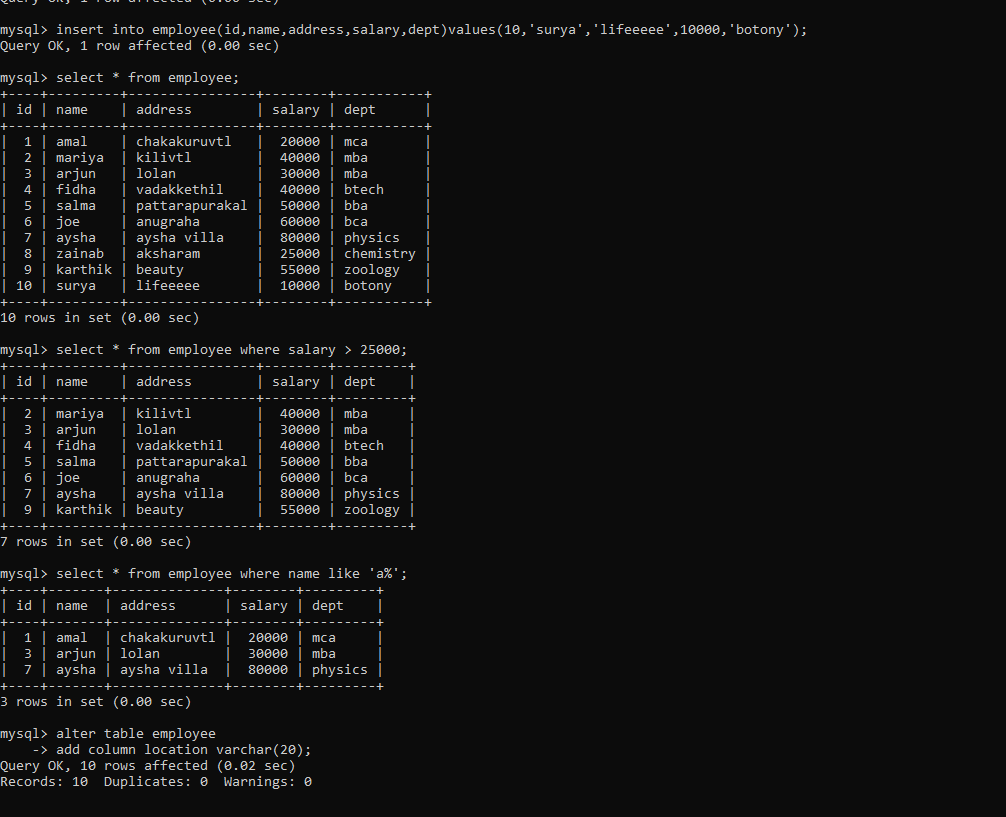 Query OK, 1 row affected (0.00 sec)
mysql> insert into employee(id,name,address,salary,dept)values(10,'surya','lifeeeee',10000,'botony');
Query OK, 1 row affected (0.00 sec)
mysql> select * from employee;
+----+---------+----------------+--------+-----------+
| id | name    | address        | salary | dept      |
+----+---------+----------------+--------+-----------+
|  1 | amal    | chakakuruvtl   |  20000 | mca       |
|  2 | mariya  | kilivtl        |  40000 | mba       |
|  3 | arjun   | lolan          |  30000 | mba       |
|  4 | fidha   | vadakkethil    |  40000 | btech     |
|  5 | salma   | pattarapurakal |  50000 | bba       |
|  6 | joe     | anugraha       |  60000 | bca       |
|  7 | aysha   | aysha villa    |  80000 | physics   |
|  8 | zainab  | aksharam       |  25000 | chemistry |
|  9 | karthik | beauty         |  55000 | zoology   |
| 10 | surya   | lifeeeee       |  10000 | botony    |
+----+---------+----------------+--------+-----------+
10 rows in set (0.00 sec)
mysql> select * from employee where salary > 25000;
+----+---------+----------------+--------+---------+
| id | name    | address        | salary | dept    |
+----+---------+----------------+--------+---------+
|  2 | mariya  | kilivtl        |  40000 | mba     |
|  3 | arjun   | lolan          |  30000 | mba     |
|  4 | fidha   | vadakkethil    |  40000 | btech   |
|  5 | salma   | pattarapurakal |  50000 | bba     |
|  6 | joe     | anugraha       |  60000 | bca     |
|  7 | aysha   | aysha villa    |  80000 | physics |
|  9 | karthik | beauty         |  55000 | zoology |
+----+---------+----------------+--------+---------+
7 rows in set (0.00 sec)
mysql> select * from employee where name like 'a%';
+----+-------+--------------+--------+---------+
| id | name  | address      | salary | dept    |
+----+-------+--------------+--------+---------+
|  1 | amal  | chakakuruvtl |  20000 | mca     |
|  3 | arjun | lolan        |  30000 | mba     |
|  7 | aysha | aysha villa  |  80000 | physics |
+----+-------+--------------+--------+---------+
3 rows in set (0.00 sec)
mysql> alter table employee
    -> add column location varchar(20);
Query OK, 10 rows affected (0.02 sec)
Records: 10  Duplicates: 0  Warnings: 0